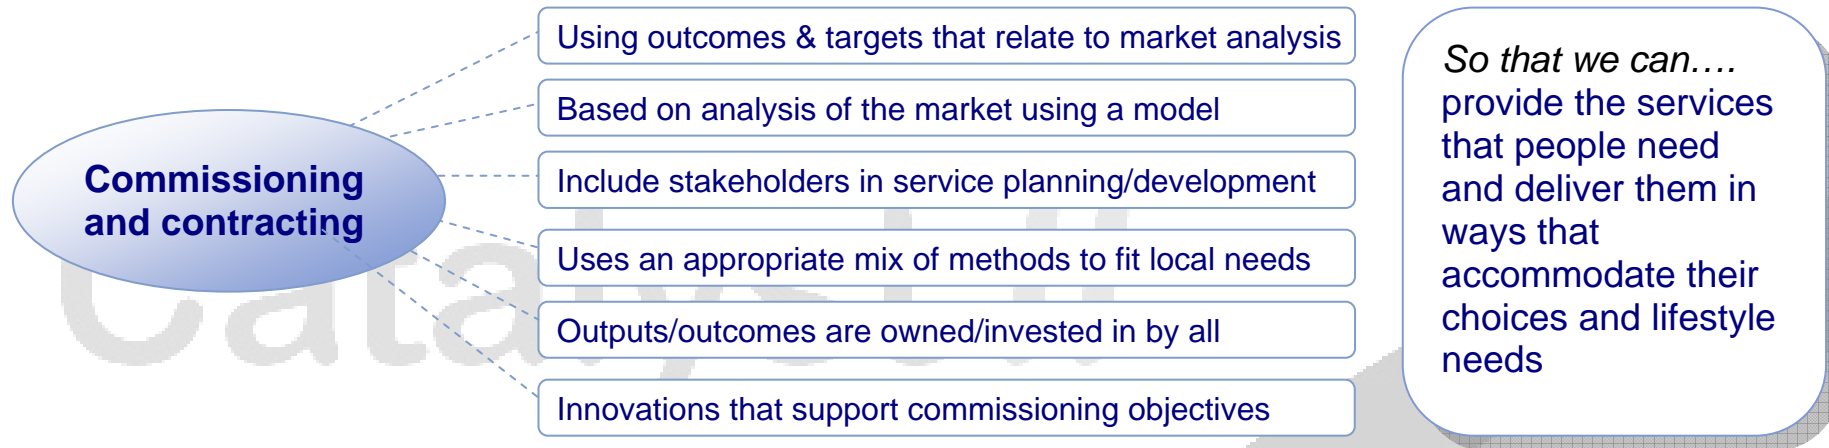 Commissioning
and contracting
Using outcomes & targets that relate to market analysis
Based on analysis of the market using a model
Include stakeholders in service planning/development
Uses an appropriate mix of methods to fit local needs
Outputs/outcomes are owned/invested in by all
Innovations that support commissioning objectives
So that we can….
provide the services
that people need
and deliver them in
ways that
accommodate their
choices and lifestyle
needs